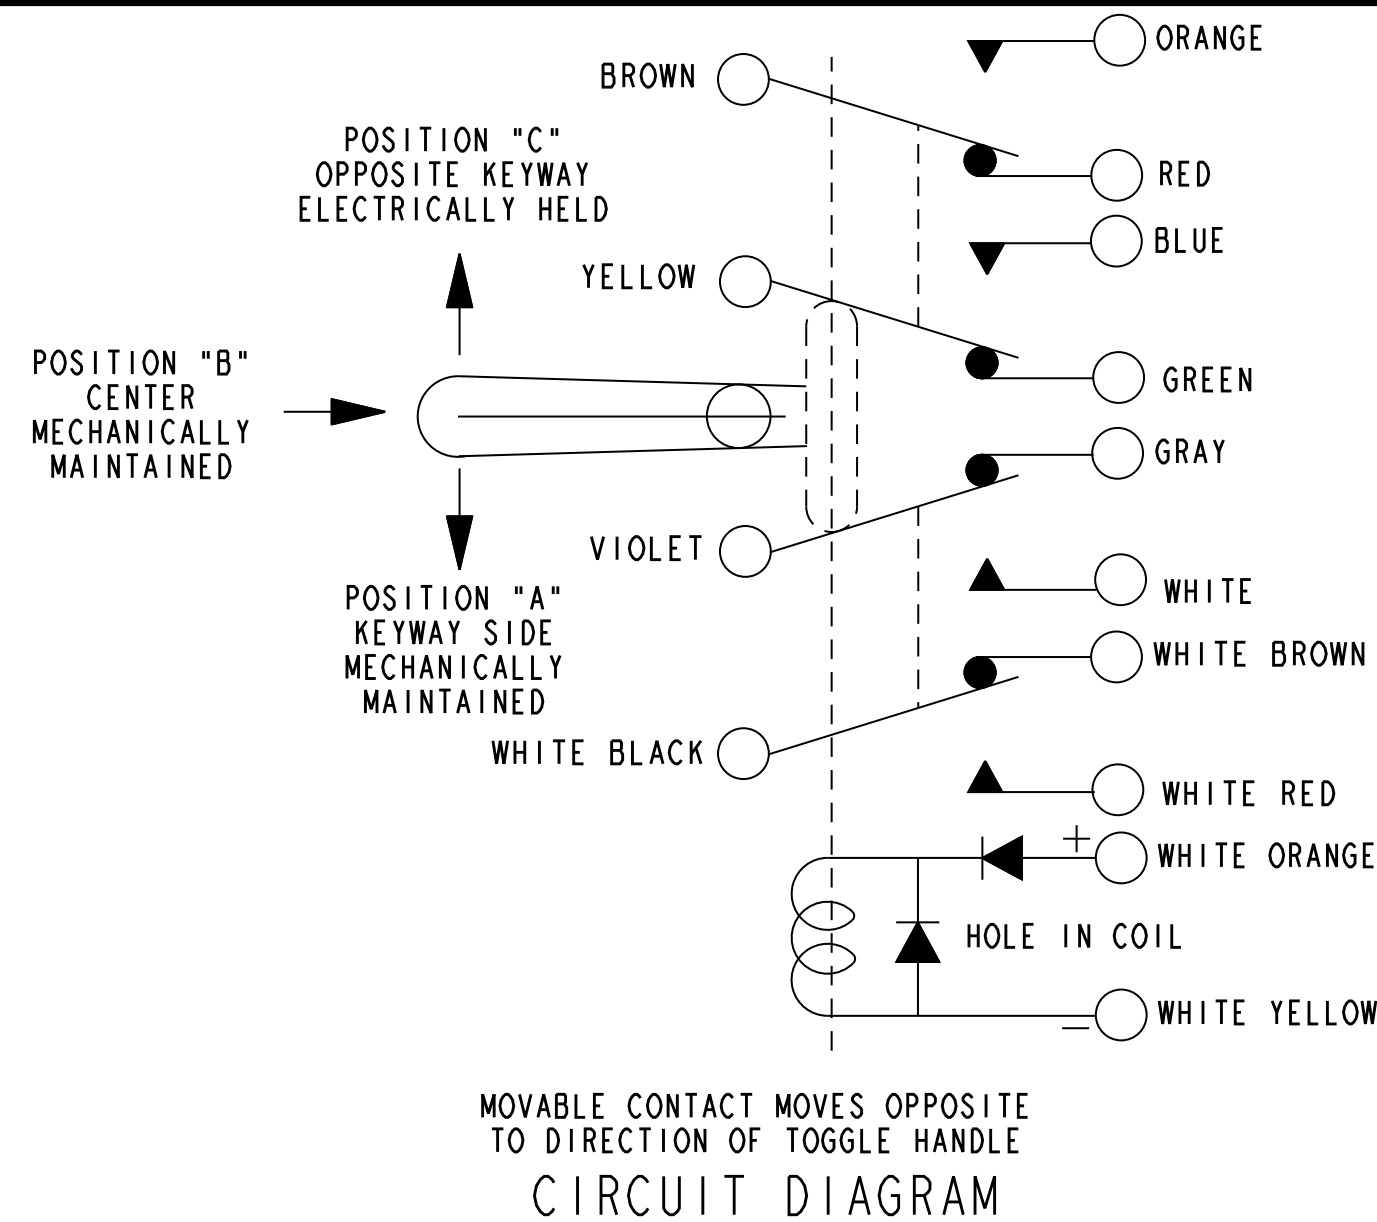 ORANGE
BROWN
POSITION "C"
OPPOSITE KEYWAY
ELECTRICALLY HELD
RED
BLUE
YELLOW
POSITION "B"
CENTER
MECHANICALLY
MAINTAINED
GREEN
GRAY
VIOLET
POSITION "A"
KEYWAY SIDE
MECHANICALLY
MAINTAINED
WHITE
WHITE BROWN
WHITE BLACK
WHITE RED
+
WHITE ORANGE
HOLD IN COIL
WHITE YELLOW
−
MOVABLE CONTACT MOVES OPPOSITE
TO DIRECTION OF TOGGLE HANDLE
CIRCUIT DIAGRAM